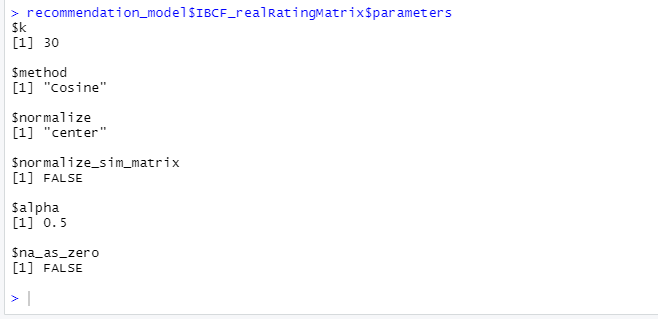 > recommendation_model$IBCF_realRatingMatrix$parameters
$k
[1] 30
$method
[1] "Cosine"
$normalize
[1] "center"
$normalize_sim_matrix
[1] FALSE
$alpha
[1] 0.5
$na_as_zero
[1] FALSE
>